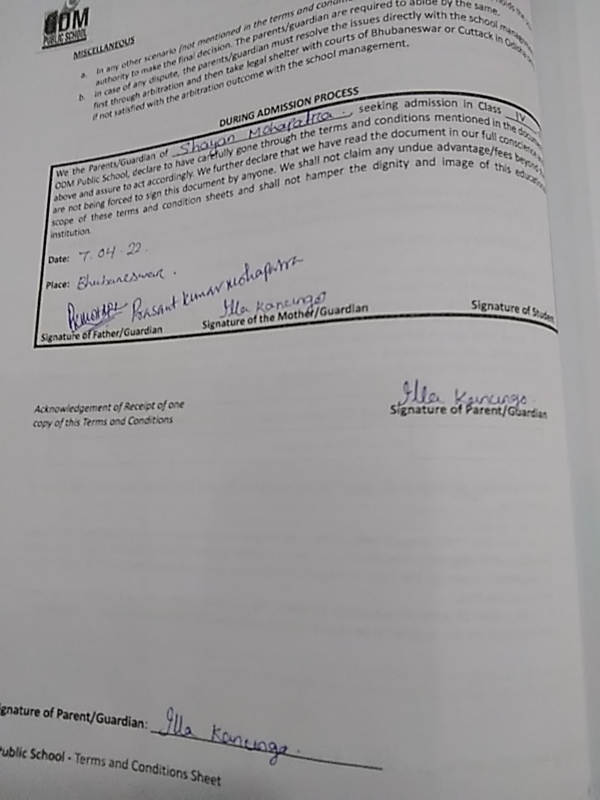 ODM
PUBLIC SCHOOL
MISCELLANEOUS
a. In any other scenario (not mentioned in the terms and
authority to make the final decision. The parents/guardian are required to abide by the same.
b. In case of any dispute, the parents/guardian must resolve the issues directly with the school
first through arbitration and then take legal shelter with courts of Bhubaneswar or Cuttack in
if not satisfied with the arbitration outcome with the school management.
DURING ADMISSION PROCESS
We the Parents/Guardian of Shayan Mohapatra, seeking admission in Class IV
ODM Public School, declare to have carefully gone through the terms and conditions mentioned in the
above and assure to act accordingly. We further declare that we have read the document in our full
are not being forced to sign this document by anyone. We shall not claim any undue advantage/fees beyond
scope of these terms and condition sheets and shall not hamper the dignity and image of this
institution.
Date: 7.04.22.
Place: Bhubaneswar.
Prasant Kumar Mohapatra
Illa Kanungo
Signature of Father/Guardian
Signature of the Mother/Guardian
Signature of
Illa Kanungo.
Acknowledgement of Receipt of one
copy of this Terms and Conditions
Signature of Parent/Guardian
Signature of Parent/Guardian: Illa Kanungo.
Public School - Terms and Conditions Sheet